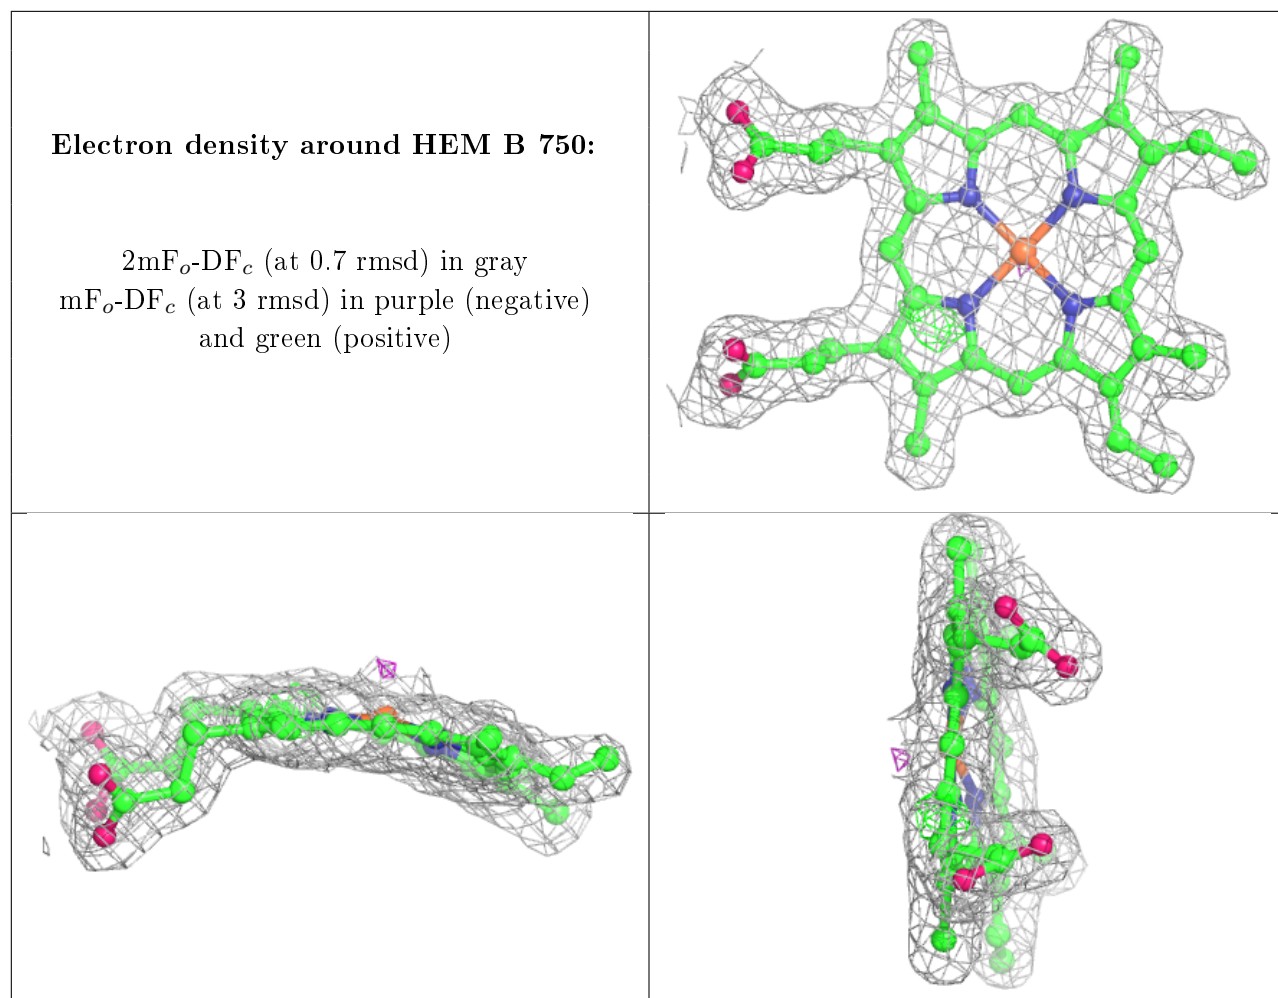 Electron density around HEM B 750:
2mFo-DFc (at 0.7 rmsd) in gray
mFo-DFc (at 3 rmsd) in purple (negative)
and green (positive)